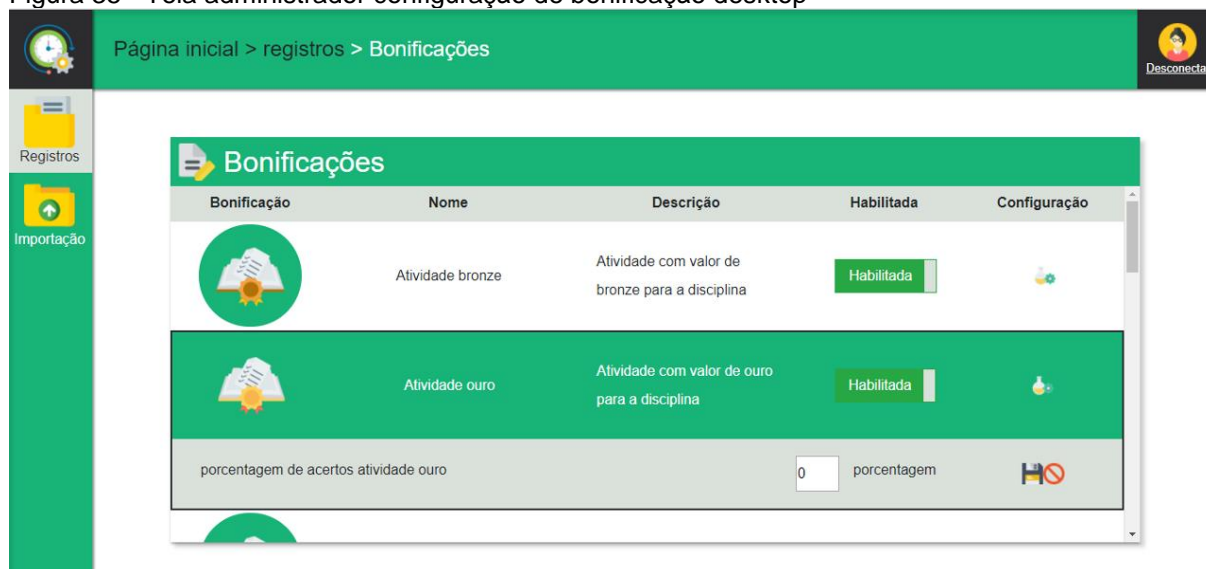 Página inicial > registros > Bonificações
Desconecta
Registros
Importação
Bonificações
Bonificação Nome Descrição Habilitada Configuração
Atividade bronze
Atividade com valor de
bronze para a disciplina
Habilitada
Atividade ouro
Atividade com valor de ouro
para a disciplina
Habilitada
porcentagem de acertos atividade ouro 0 porcentagem